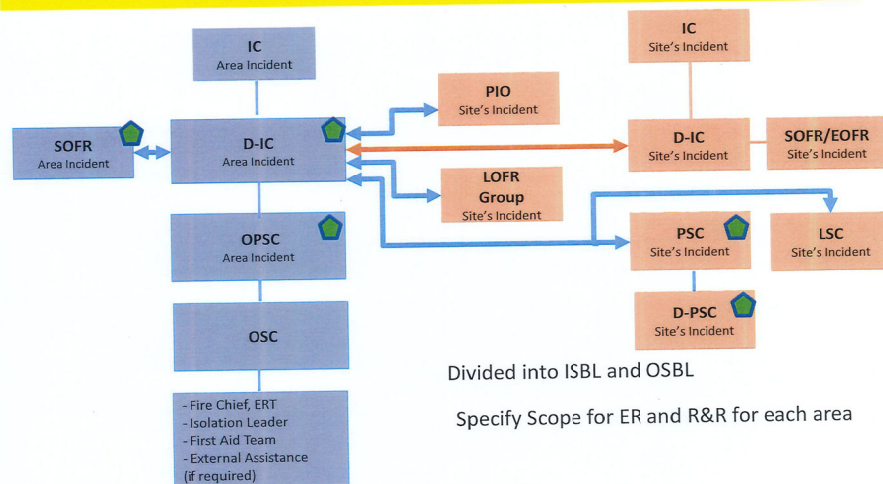 IC
Area Incident
IC
Site's Incident
PIO
Site's Incident
SOFR
Area Incident
D-IC
Area Incident
D-IC
Site's Incident
SOFR/EOFR
Site's Incident
LOFR
Group
Site's Incident
OPSC
Area Incident
PSC
Site's Incident
LSC
Site's Incident
D-PSC
Site's Incident
OSC
Divided into ISBL and OSBL
Specify Scope for ER and R&R for each area
- Fire Chief, ERT
- Isolation Leader
- First Aid Team
- External Assistance
(if required)